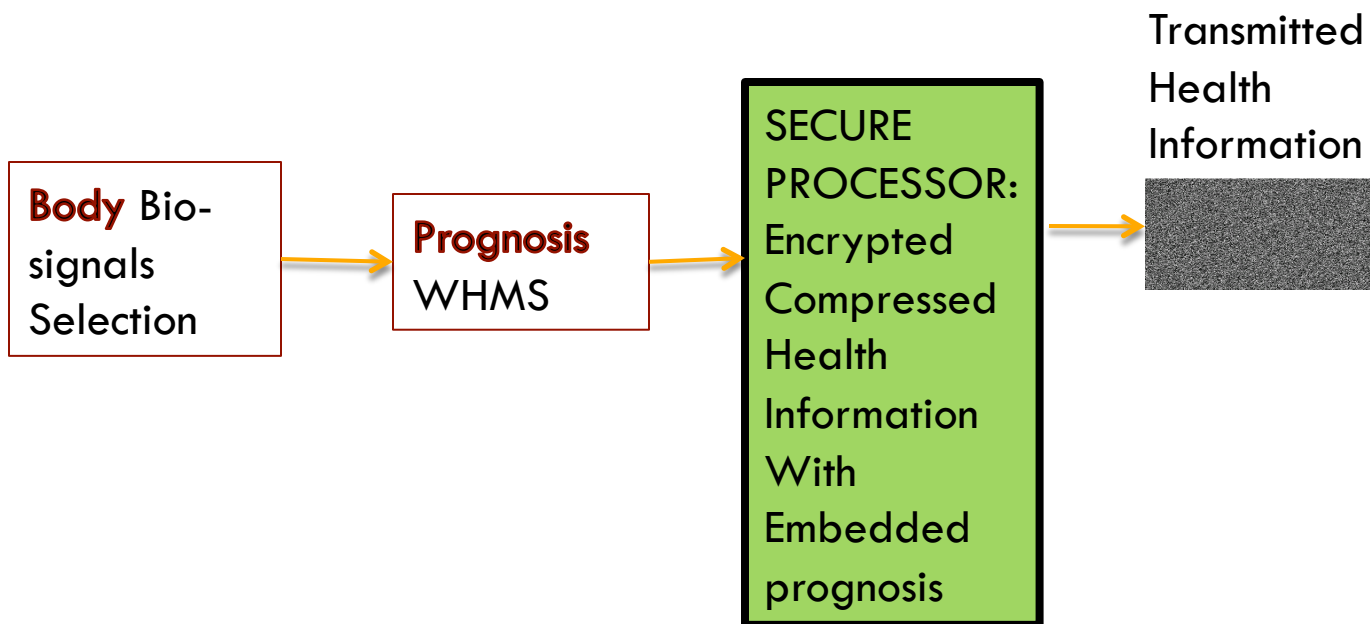 Body Bio-
signals
Selection
Prognosis
WHMS
SECURE
PROCESSOR:
Encrypted
Compressed
Health
Information
With
Embedded
prognosis
Transmitted
Health
Information